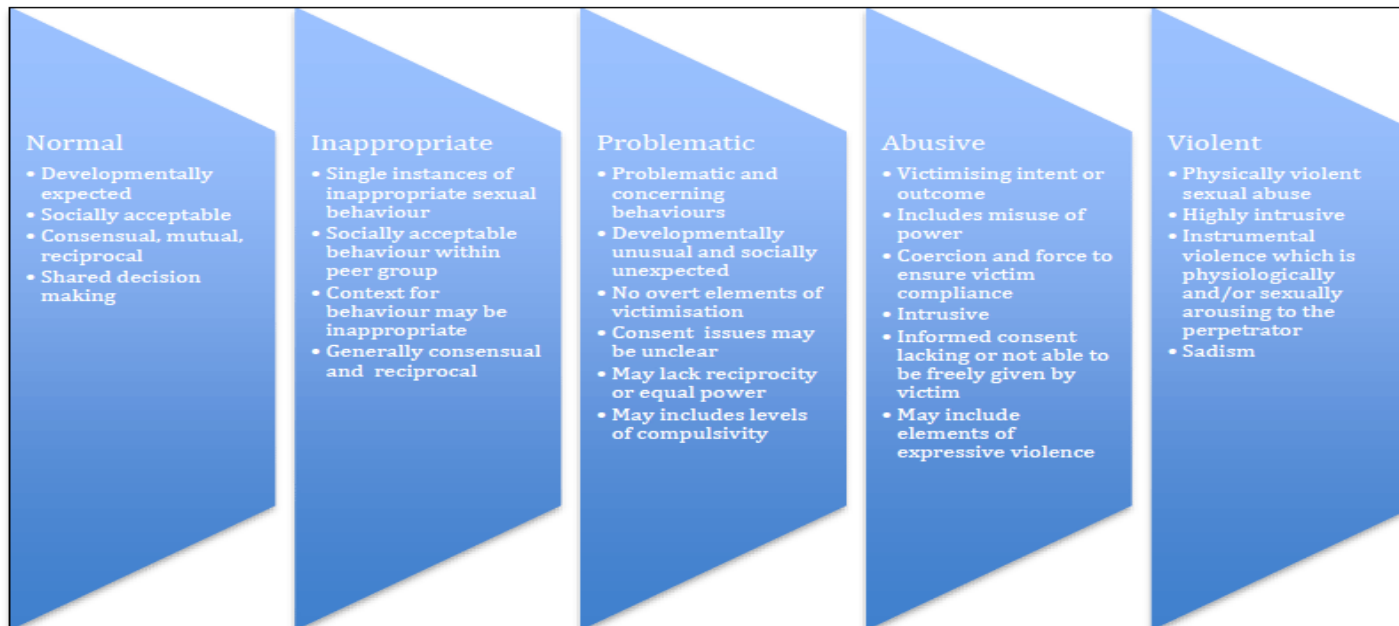 Normal
• Developmentally
expected
• Socially acceptable
• Consensual, mutual,
reciprocal
• Shared decision
making
Inappropriate
• Single instances of
inappropriate sexual
behaviour
• Socially acceptable
behaviour within
peer group
• Context for
behaviour may be
inappropriate
• Generally consensual
and reciprocal
Problematic
• Problematic and
concerning
behaviours
• Developmentally
unusual and socially
unexpected
• No overt elements of
victimisation
• Consent issues may
be unclear
• May lack reciprocity
or equal power
• May includes levels
of compulsivity
Abusive
• Victimising intent or
outcome
• Includes misuse of
power
• Coercion and force to
ensure victim
compliance
• Intrusive
• Informed consent
lacking or not able to
be freely given by
victim
• May include
elements of
expressive violence
Violent
• Physically violent
sexual abuse
• Highly intrusive
• Instrumental
violence which is
physiologically
and/or sexually
arousing to the
perpetrator
• Sadism